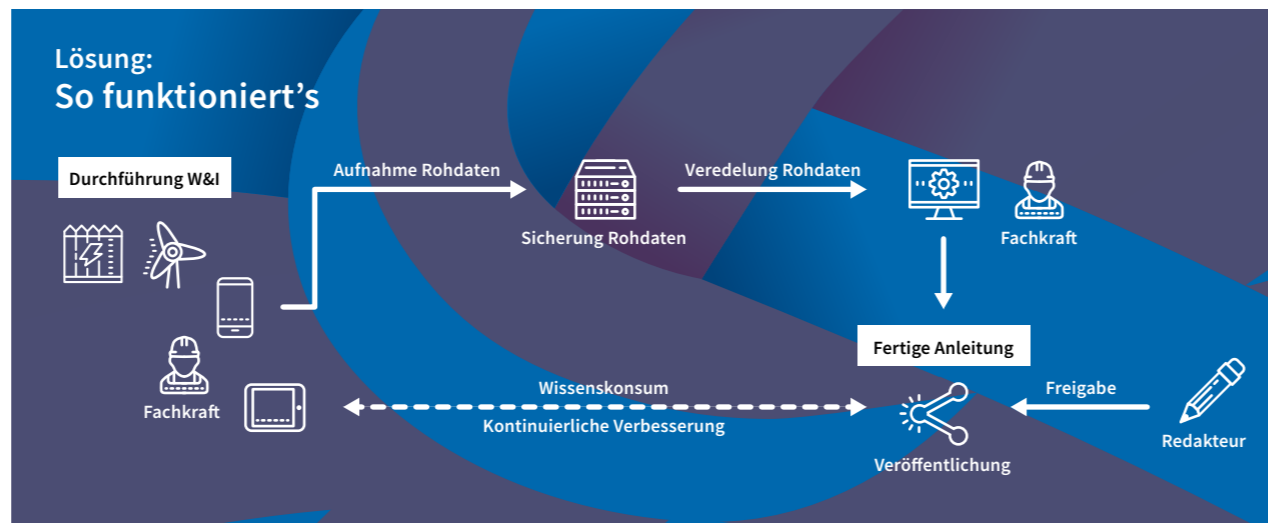 Lösung:
So funktioniert’s
Durchführung W&I
Aufnahme Rohdaten
Sicherung Rohdaten
Veredelung Rohdaten
Fachkraft
Fertige Anleitung
Fachkraft
Wissenskonsum
Kontinuierliche Verbesserung
Veröffentlichung
Freigabe
Redakteur